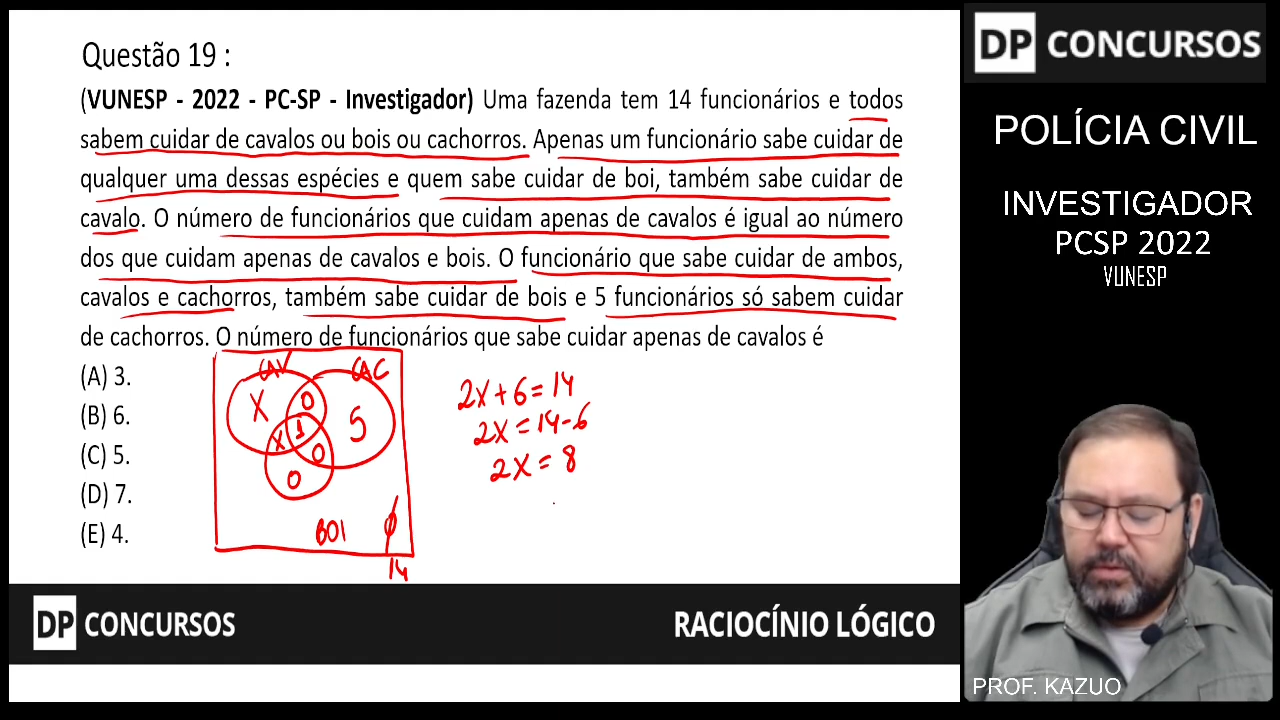 Questão 19 :
(VUNESP - 2022 - PC-SP - Investigador) Uma fazenda tem 14 funcionários e todos
sabem cuidar de cavalos ou bois ou cachorros. Apenas um funcionário sabe cuidar de
qualquer uma dessas espécies e quem sabe cuidar de boi, também sabe cuidar de
cavalo. O número de funcionários que cuidam apenas de cavalos é igual ao número
dos que cuidam apenas de cavalos e bois. O funcionário que sabe cuidar de ambos,
cavalos e cachorros, também sabe cuidar de bois e 5 funcionários só sabem cuidar
de cachorros. O número de funcionários que sabe cuidar apenas de cavalos é
(A) 3.
(B) 6.
(C) 5.
(D) 7.
(E) 4.
CAV
CAC
X
0
5
1
X
0
0
BOI
ϕ
14
2X+6=14
2X=14-6
2X=8
DP CONCURSOS
RACIOCÍNIO LÓGICO
DP CONCURSOS
POLÍCIA CIVIL
INVESTIGADOR
PCSP 2022
VUNESP
PROF. KAZUO